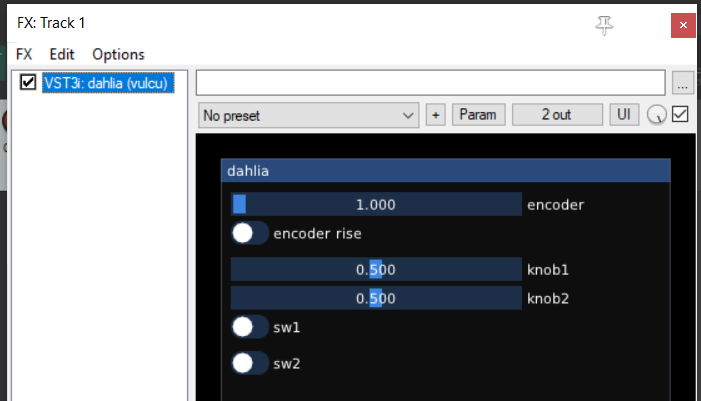 FX: Track 1
FX Edit Options
VST3i: dahlia (vulcu)
...
No preset + Param 2 out UI
dahlia
1.000 encoder
encoder rise
0.500 knob1
0.500 knob2
sw1
sw2